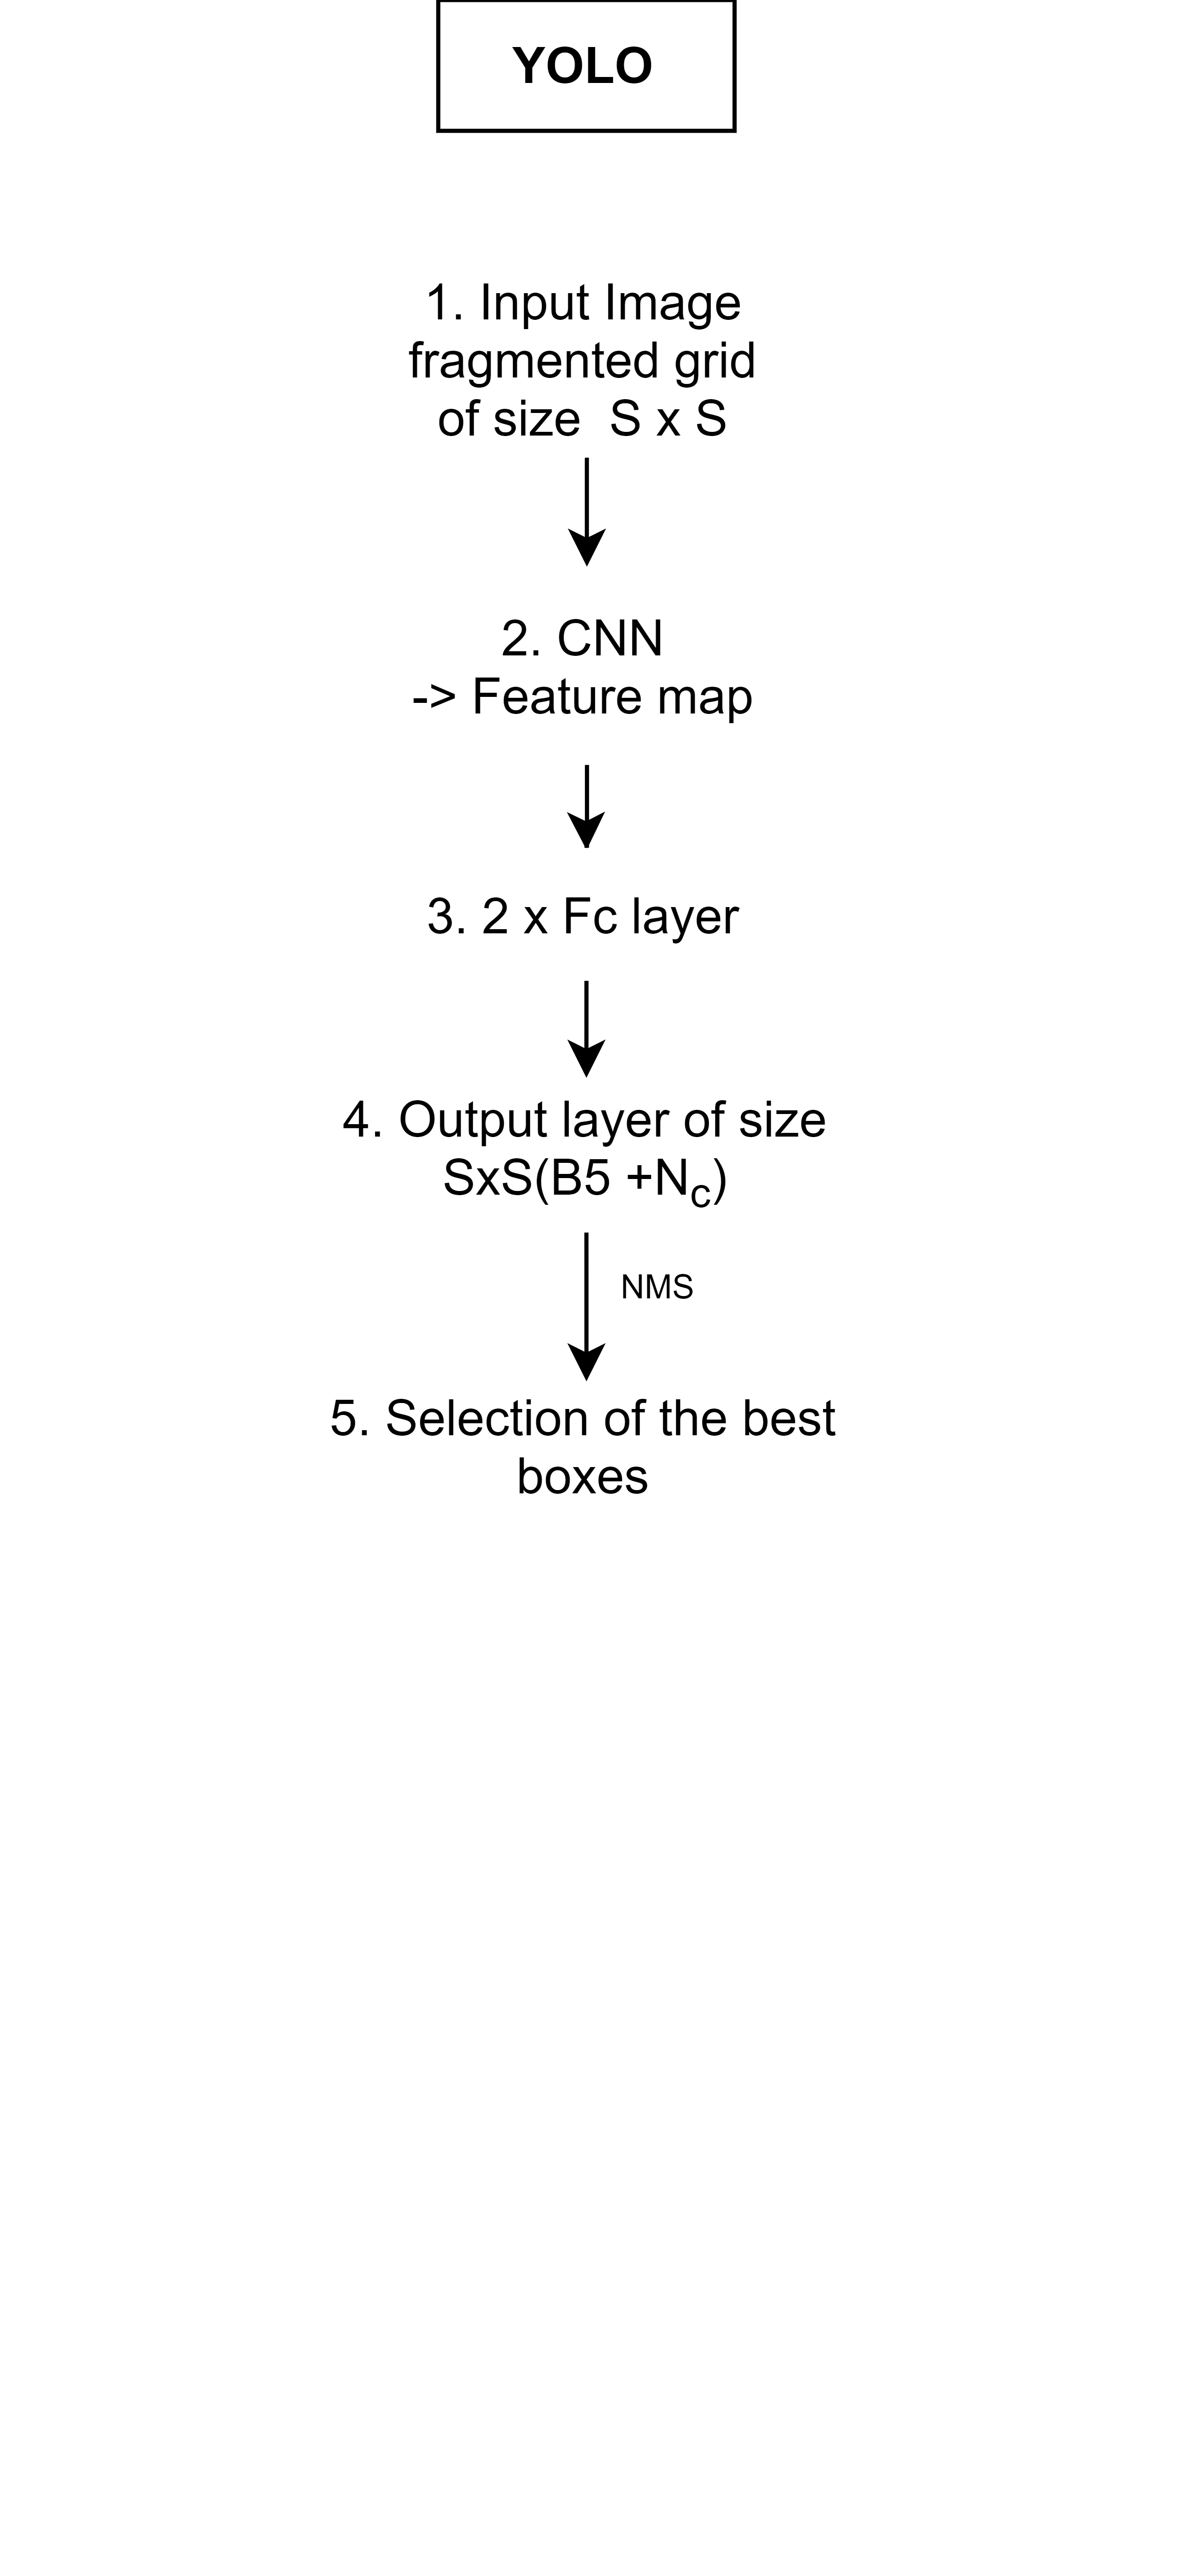 YOLO
1. Input Image
fragmented grid
of size  S x S
2. CNN
-> Feature map
3. 2 x Fc layer
4. Output layer of size
SxS(B5 +Nc)
NMS
5. Selection of the best
boxes